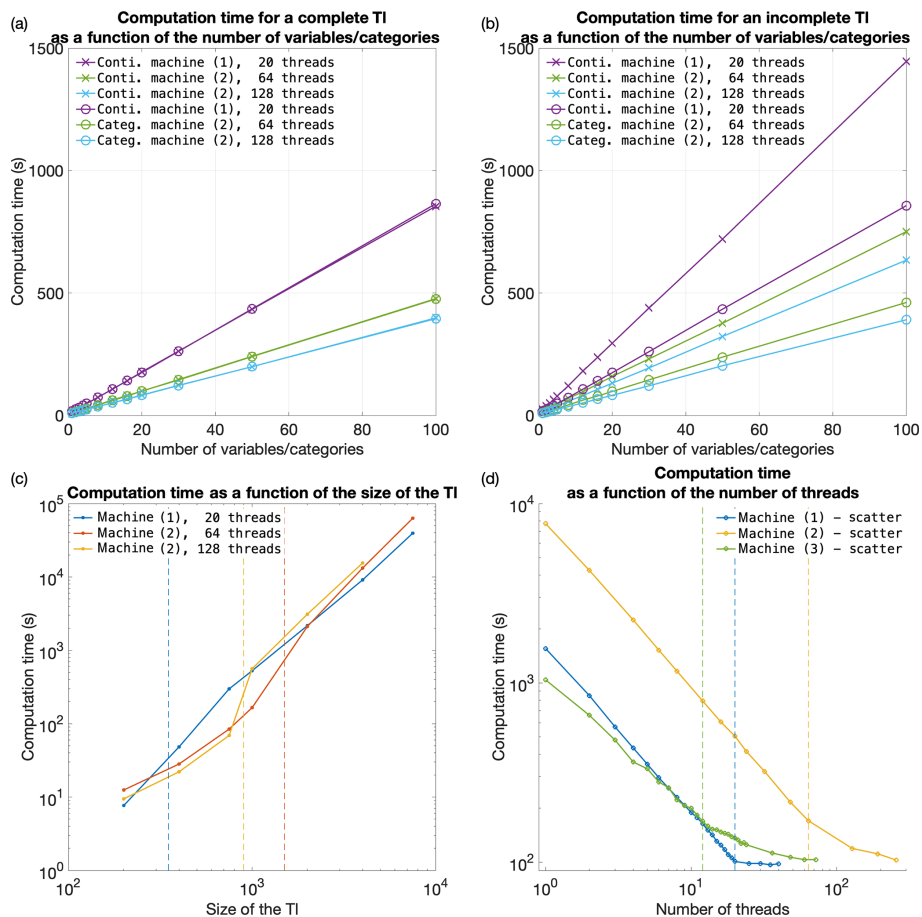 (a)
Computation time for a complete TI
as a function of the number of variables/categories
1500
1000
500
0
Computation time (s)
Conti. machine (1), 20 threads
Conti. machine (2), 64 threads
Conti. machine (2), 128 threads
Conti. machine (1), 20 threads
Categ. machine (2), 64 threads
Categ. machine (2), 128 threads
0 20 40 60 80 100
Number of variables/categories
(b)
Computation time for an incomplete TI
as a function of the number of variables/categories
1500
1000
500
0
Computation time (s)
Conti. machine (1), 20 threads
Conti. machine (2), 64 threads
Conti. machine (2), 128 threads
Conti. machine (1), 20 threads
Categ. machine (2), 64 threads
Categ. machine (2), 128 threads
0 20 40 60 80 100
Number of variables/categories
(c)
Computation time as a function of the size of the TI
10^5
10^4
10^3
10^2
10^1
10^0
Computation time (s)
Machine (1), 20 threads
Machine (2), 64 threads
Machine (2), 128 threads
10^2 10^3 10^4
Size of the TI
(d)
Computation time
as a function of the number of threads
10^4
10^3
10^2
Computation time (s)
Machine (1) – scatter
Machine (2) – scatter
Machine (3) – scatter
10^0 10^1 10^2
Number of threads